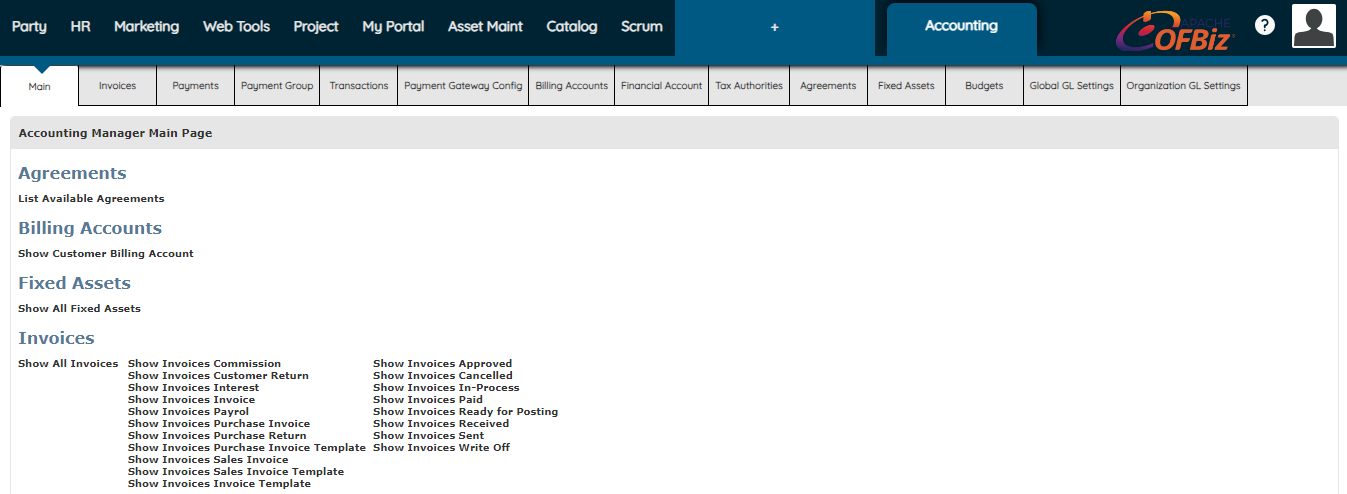 Party HR Marketing Web Tools Project My Portal Asset Maint Catalog Scrum + Accounting APACHE OFBiz ?
Main Invoices Payments Payment Group Transactions Payment Gateway Config Billing Accounts Financial Account Tax Authorities Agreements Fixed Assets Budgets Global GL Settings Organization GL Settings
Accounting Manager Main Page
Agreements
List Available Agreements
Billing Accounts
Show Customer Billing Account
Fixed Assets
Show All Fixed Assets
Invoices
Show All Invoices Show Invoices Commission Show Invoices Approved
Show Invoices Customer Return Show Invoices Cancelled
Show Invoices Interest Show Invoices In-Process
Show Invoices Invoice Show Invoices Paid
Show Invoices Payrol Show Invoices Ready for Posting
Show Invoices Purchase Invoice Show Invoices Received
Show Invoices Purchase Return Show Invoices Sent
Show Invoices Purchase Invoice Template Show Invoices Write Off
Show Invoices Sales Invoice
Show Invoices Sales Invoice Template
Show Invoices Invoice Template